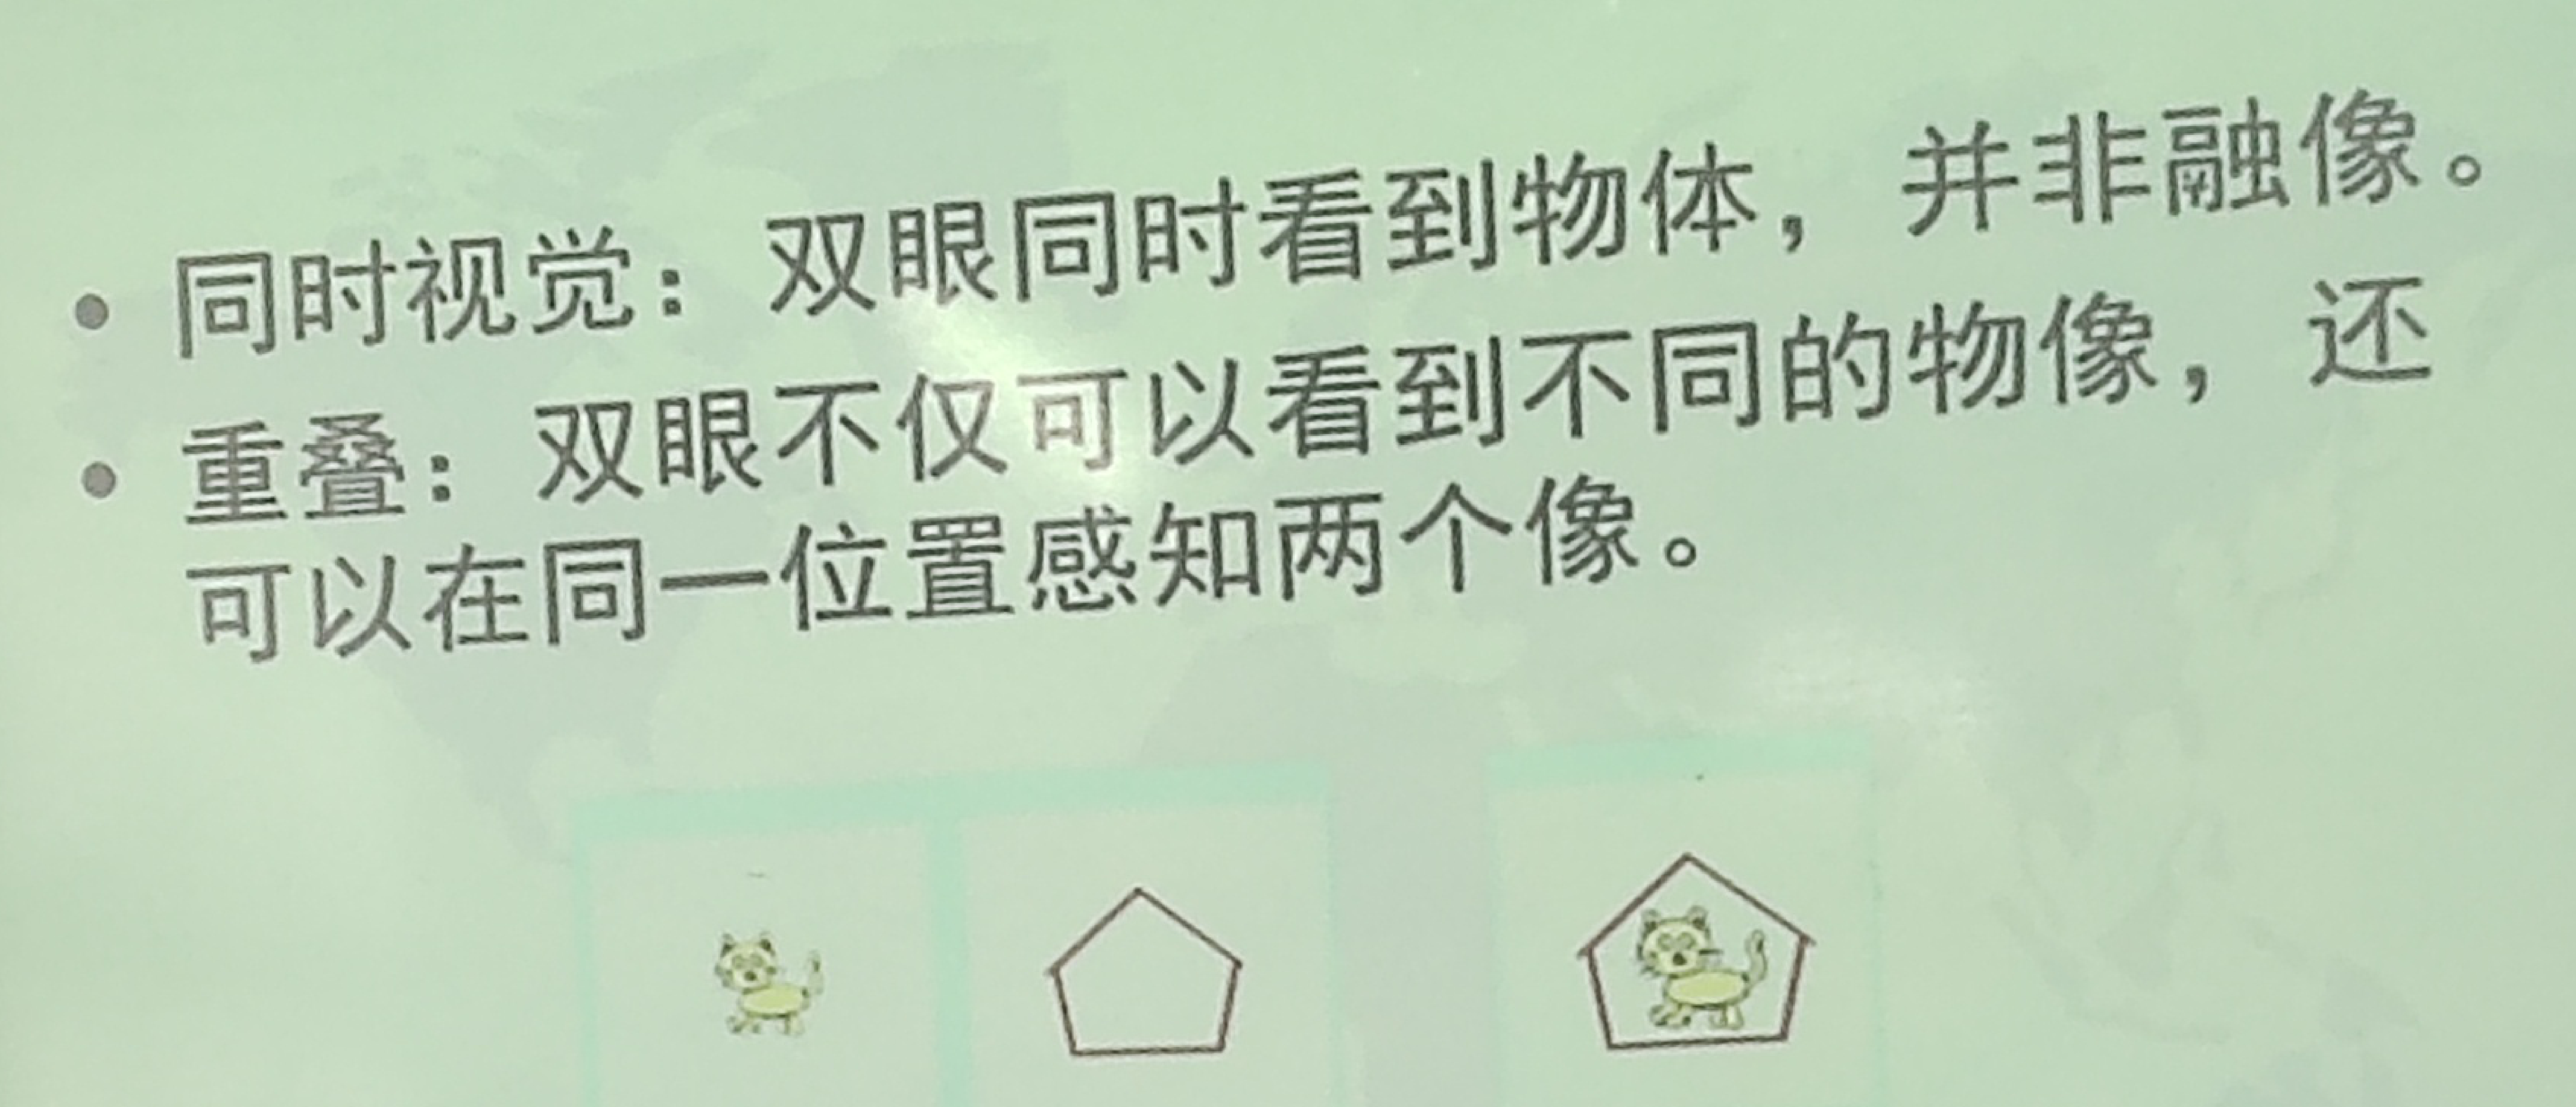 • 同时视觉：双眼同时看到物体，并非融像。
• 重叠：双眼不仅可以看到不同的物像，还
可以在同一位置感知两个像。